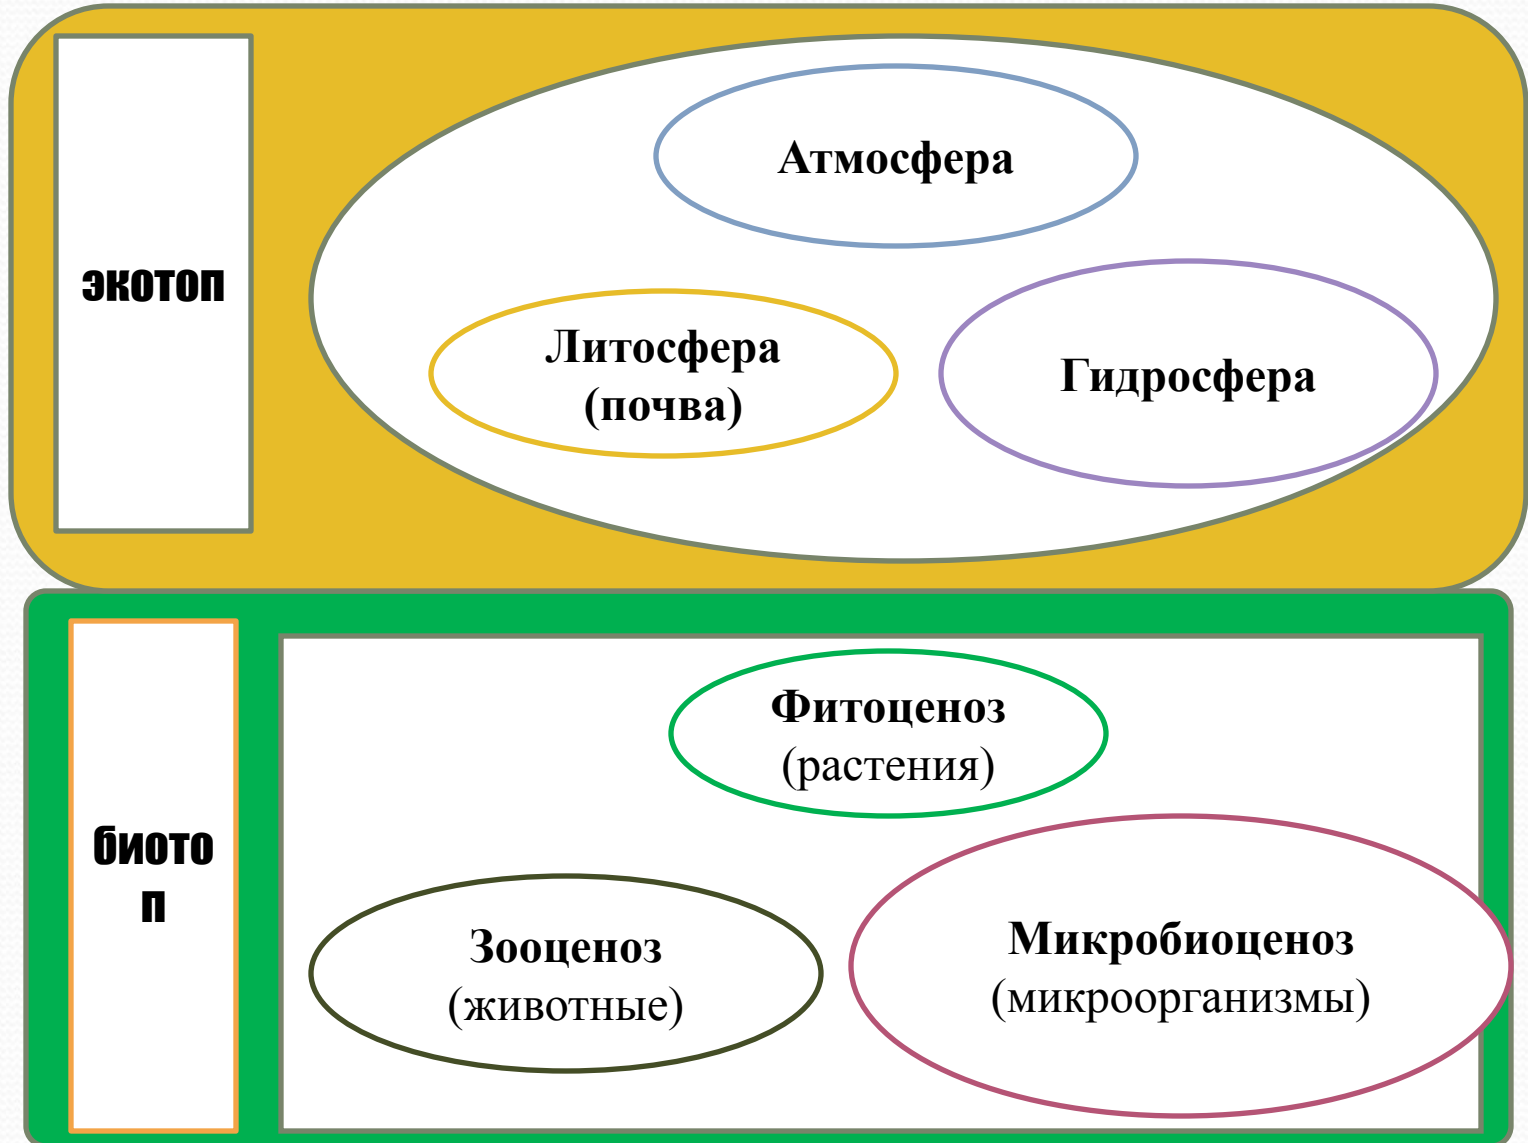 экотоп
Атмосфера
Литосфера
(почва)
Гидросфера
биото
п
Фитоценоз
(растения)
Зооценоз
(животные)
Микробиоценоз
(микроорганизмы)